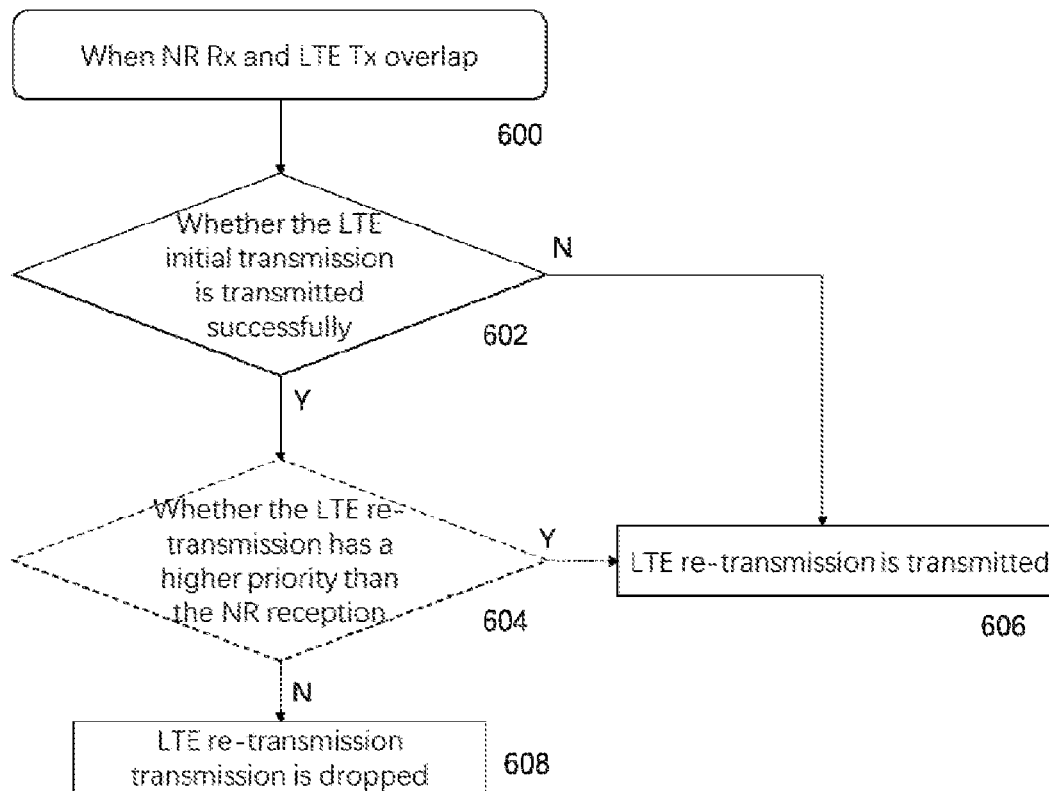 When NR Rx and LTE Tx overlap
600
Whether the LTE
initial transmission
is transmitted
successfully
N
602
Y
Whether the LTE re-
transmission has a
higher priority than
the NR reception
Y
LTE re-transmission is transmitted
604
606
N
LTE re-transmission
transmission is dropped
608